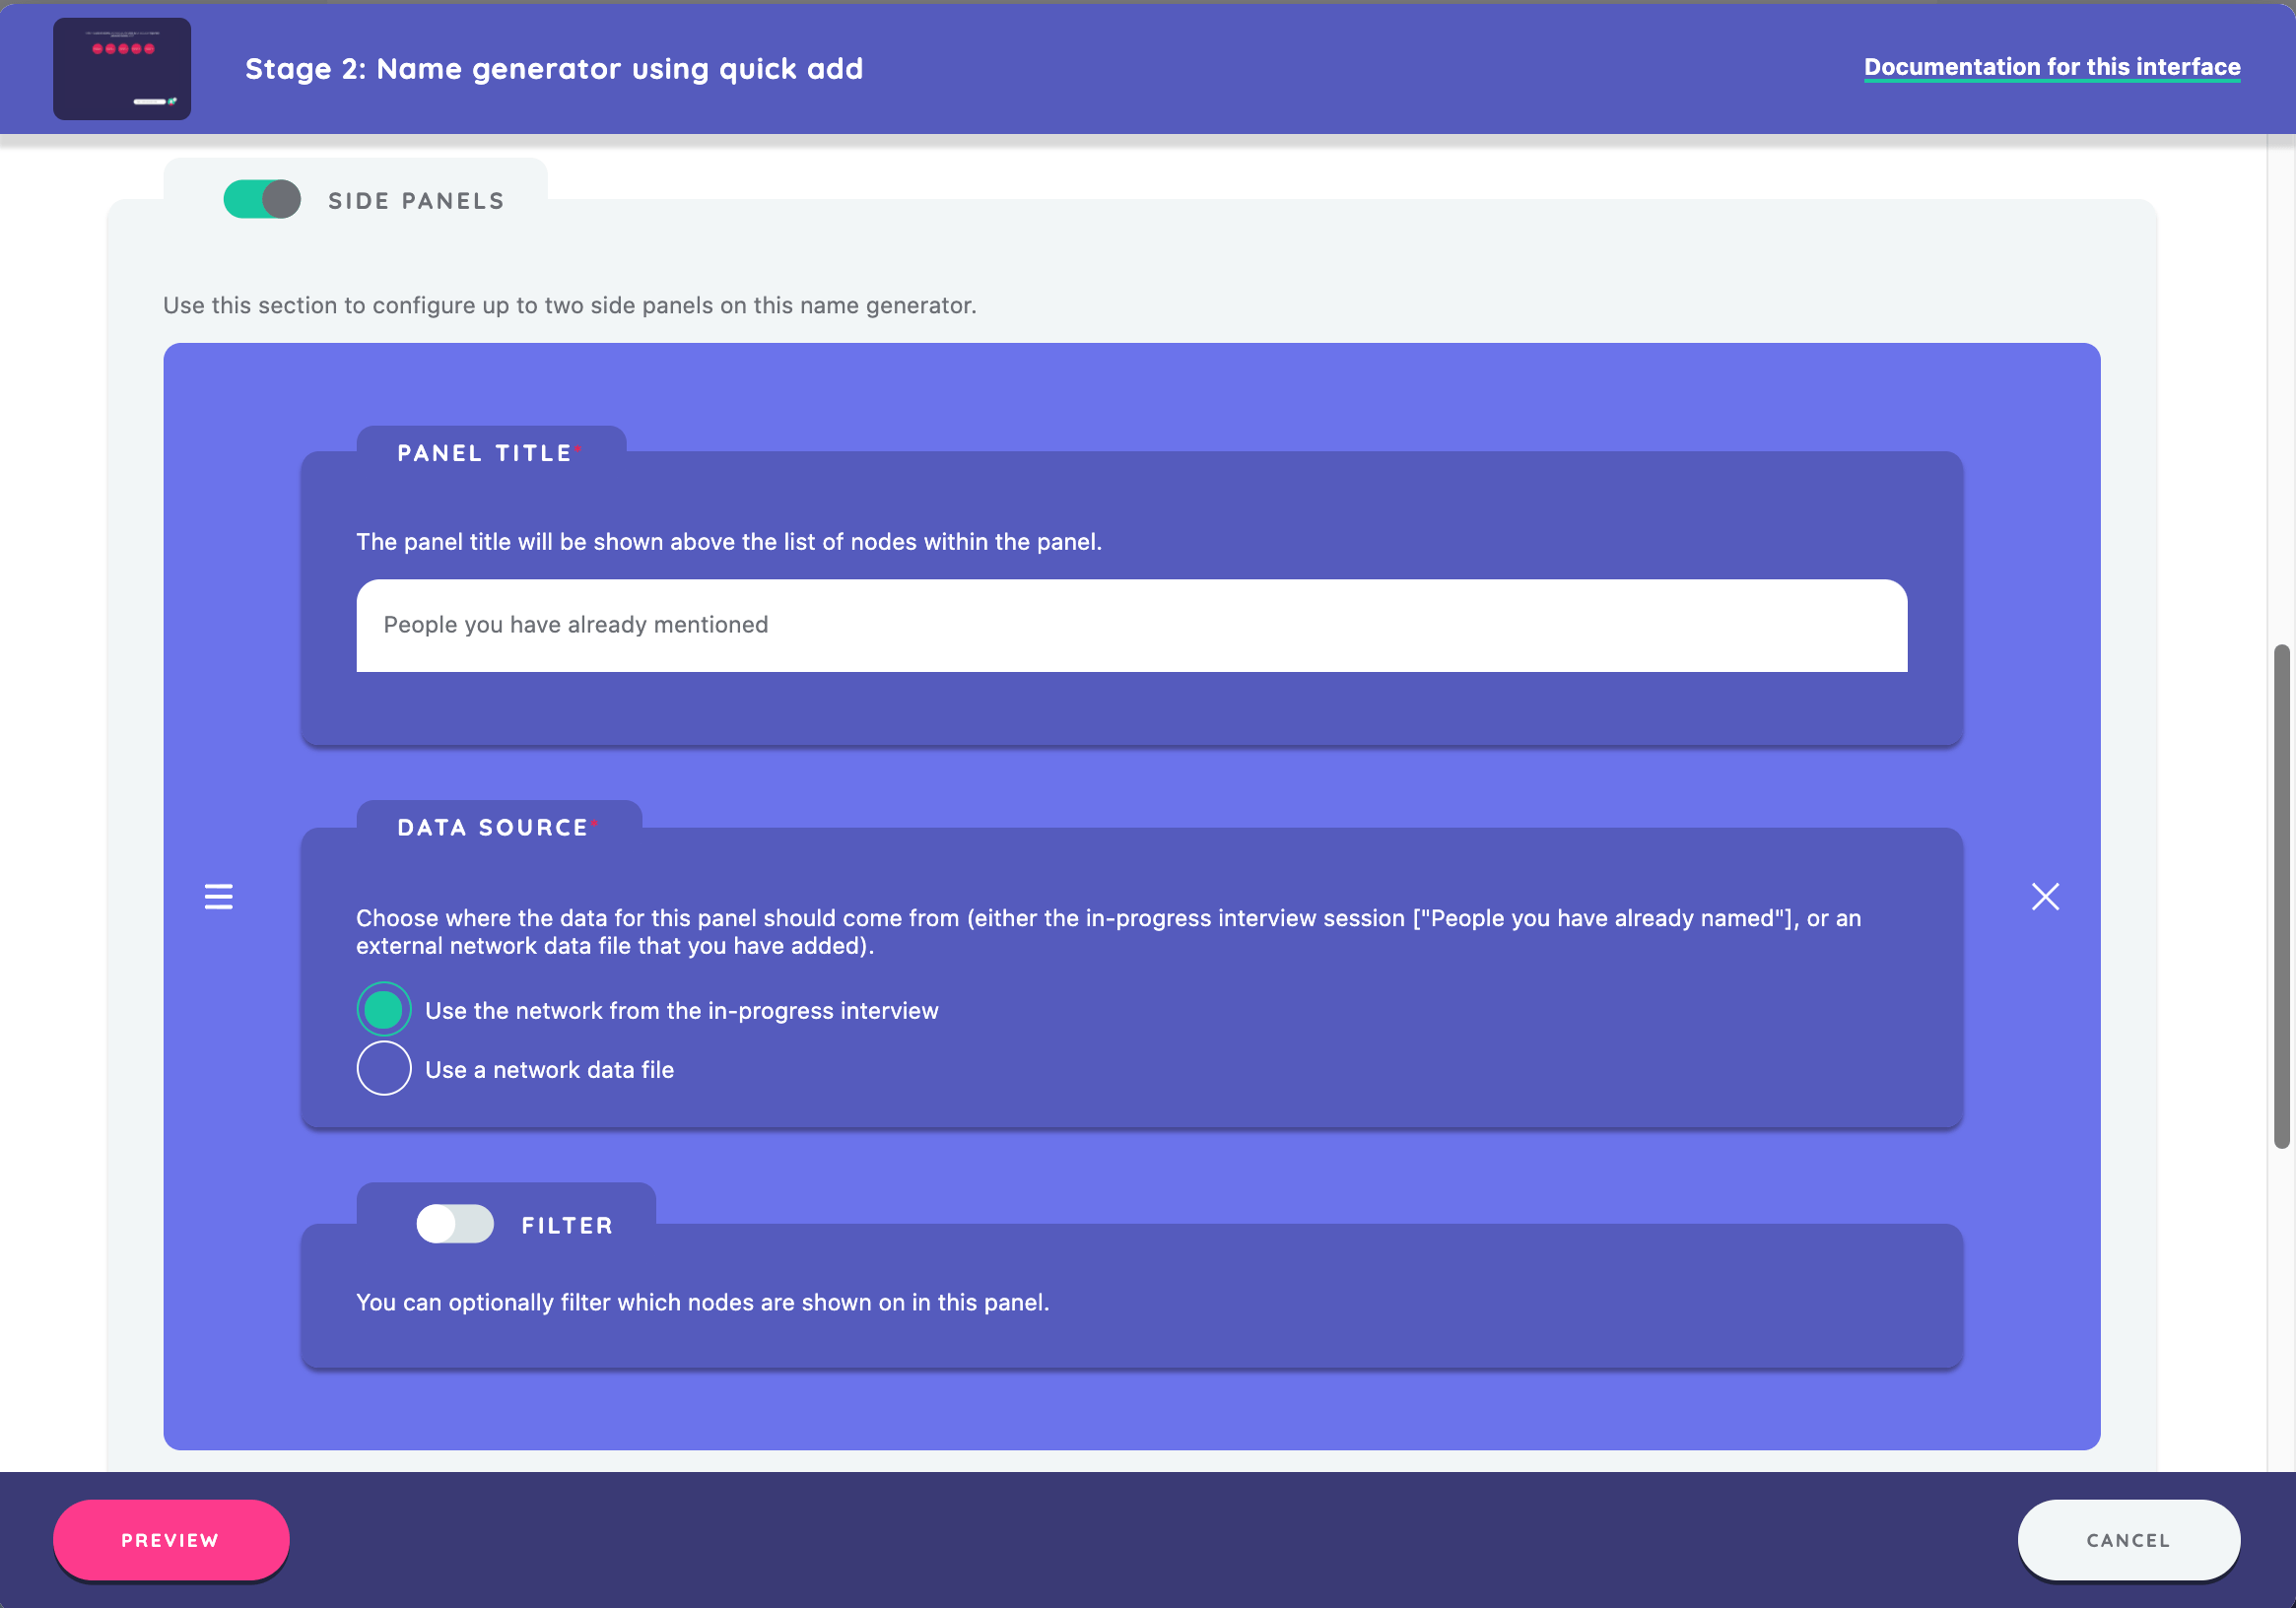 Stage 2: Name generator using quick add
Documentation for this interface
SIDE PANELS
Use this section to configure up to two side panels on this name generator.
PANEL TITLE*
The panel title will be shown above the list of nodes within the panel.
People you have already mentioned
DATA SOURCE*
Choose where the data for this panel should come from (either the in-progress interview session ["People you have already named"], or an
external network data file that you have added).
Use the network from the in-progress interview
Use a network data file
FILTER
You can optionally filter which nodes are shown on in this panel.
PREVIEW
CANCEL